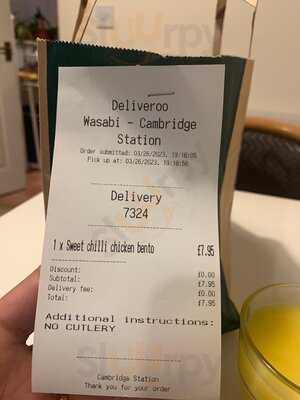 Deliveroo
Wasabi - Cambridge
Station
Order submitted: 03/26/2023, 19:16:05
Pick up at: 03/26/2023, 19:16:56
Delivery
7324
1 x Sweet chilli chicken bento £7.95
Discount: £0.00
Subtotal: £7.95
Delivery fee: £0.00
Total: £7.95
Additional instructions:
NO CUTLERY
Cambridge Station
Thank you for your order